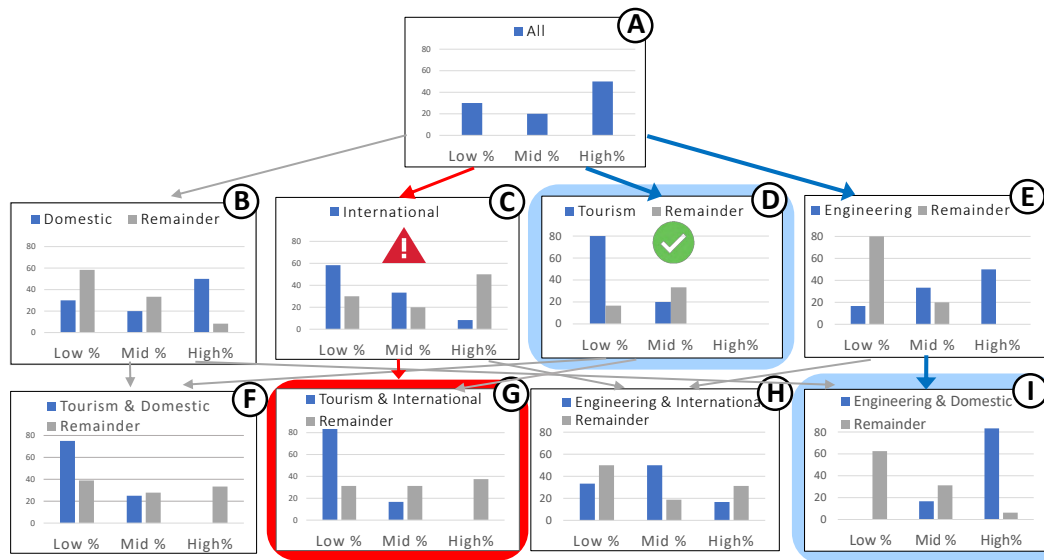 A
All
80
60
40
20
0
Low %
Mid %
High%
B
Domestic
Remainder
80
60
40
20
0
Low %
Mid %
High%
C
International
!
80
60
40
20
0
Low %
Mid %
High%
D
Tourism
Remainder
80
60
40
20
0
Low %
Mid %
High%
E
Engineering
Remainder
80
60
40
20
0
Low %
Mid %
High%
F
Tourism & Domestic
Remainder
80
60
40
20
0
Low %
Mid %
High%
G
Tourism & International
Remainder
80
60
40
20
0
Low %
Mid %
High%
H
Engineering & International
Remainder
80
60
40
20
0
Low %
Mid %
High%
I
Engineering & Domestic
Remainder
80
60
40
20
0
Low %
Mid %
High%